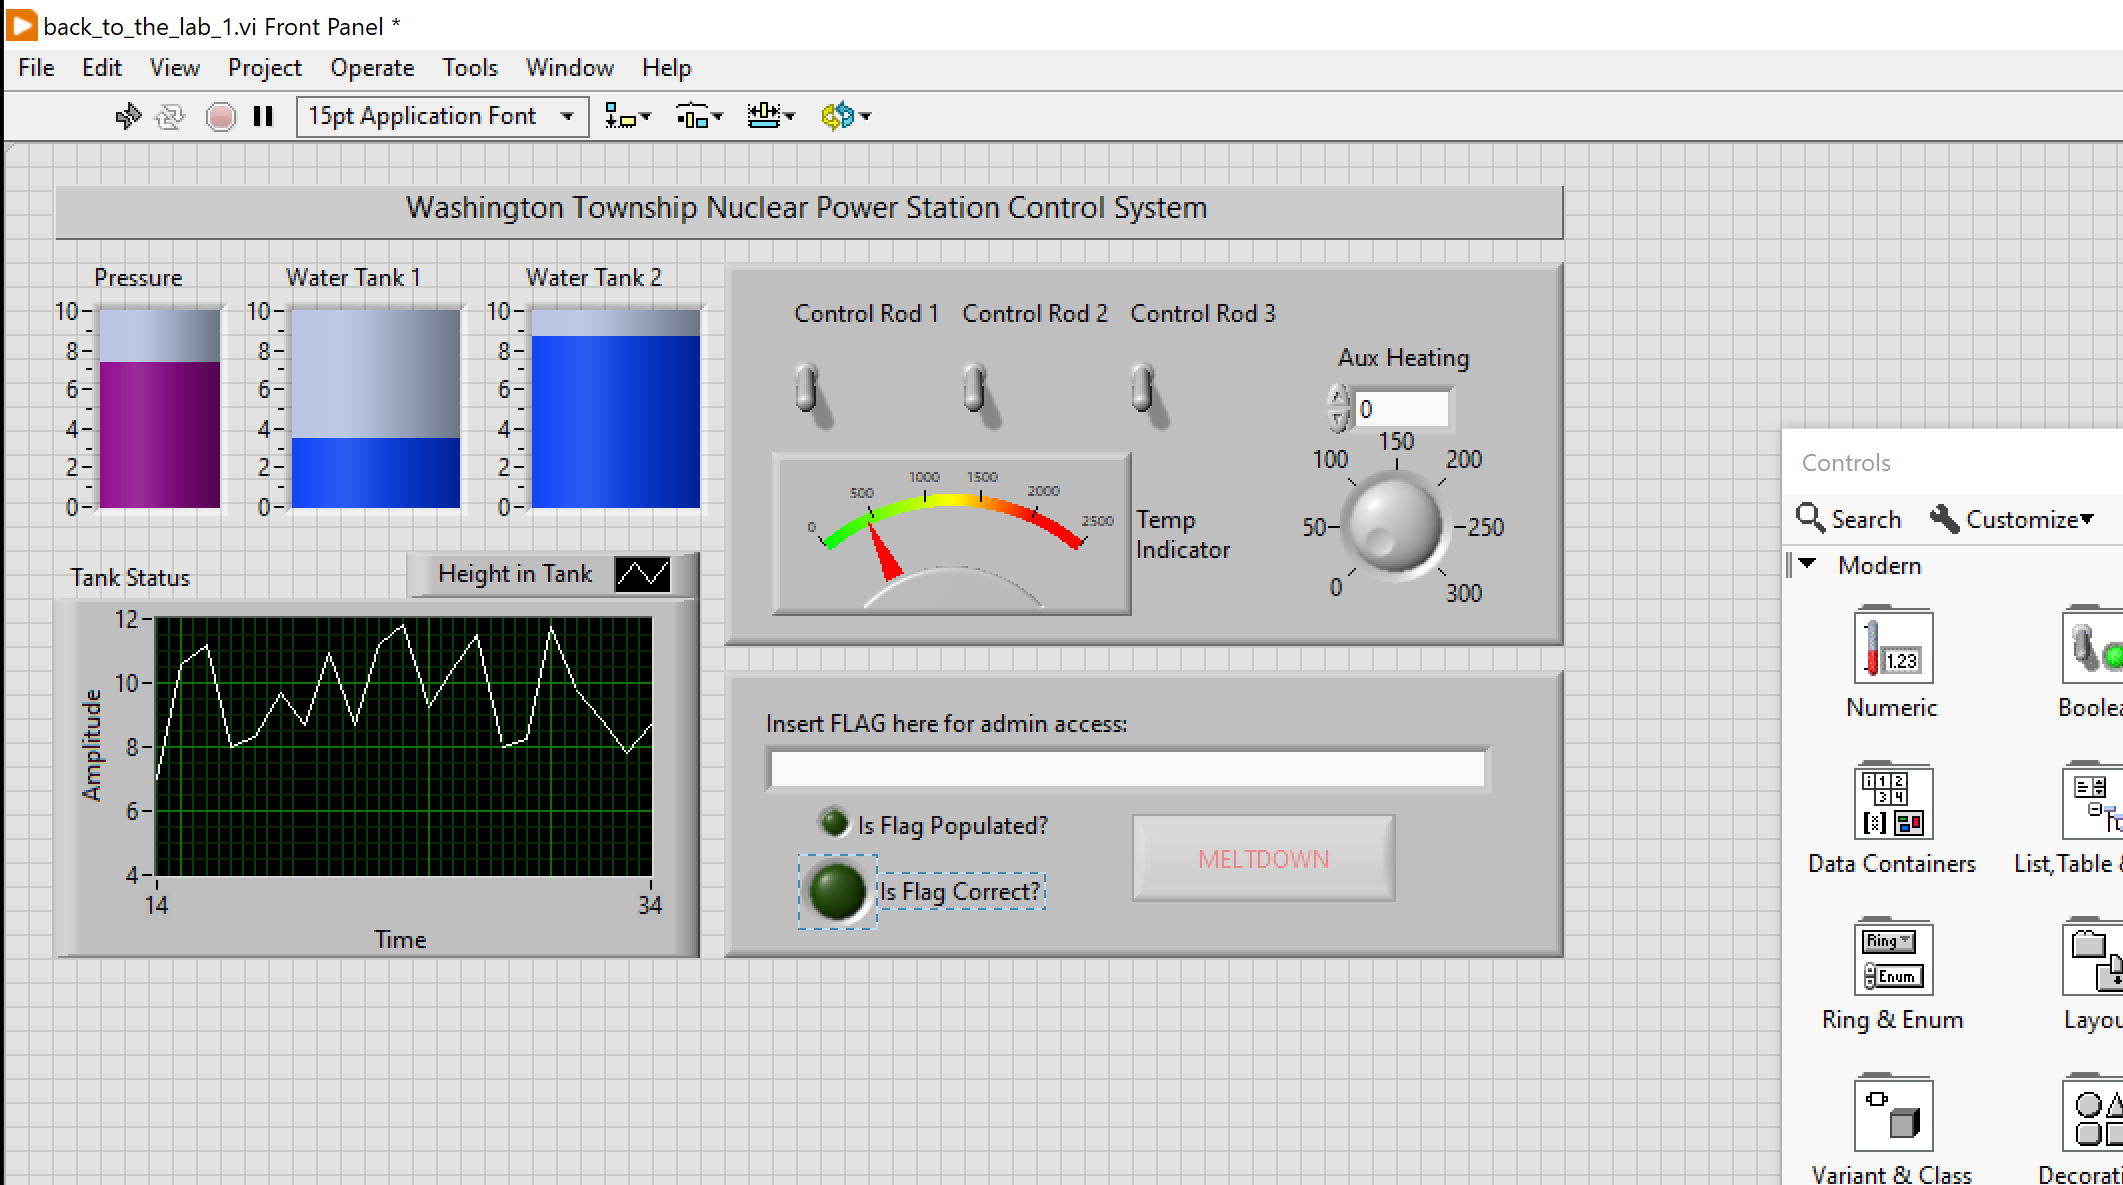 back_to_the_lab_1.vi Front Panel *
File Edit View Project Operate Tools Window Help
15pt Application Font
Washington Township Nuclear Power Station Control System
Pressure
10
8
6
4
2
0
Water Tank 1
10
8
6
4
2
0
Water Tank 2
10
8
6
4
2
0
Control Rod 1 Control Rod 2 Control Rod 3
Aux Heating
0
0
50
100
150
200
250
300
0
500
1000
1500
2000
2500
Temp
Indicator
Tank Status
Height in Tank
Amplitude
12
10
8
6
4
14
34
Time
Insert FLAG here for admin access:
Is Flag Populated?
Is Flag Correct?
MELTDOWN
Controls
Search Customize
Modern
1.23
Numeric
Boolea
i 1 2
3 4
Data Containers
List, Table &
Ring
Enum
Ring & Enum
Layou
Variant & Class
Decorati